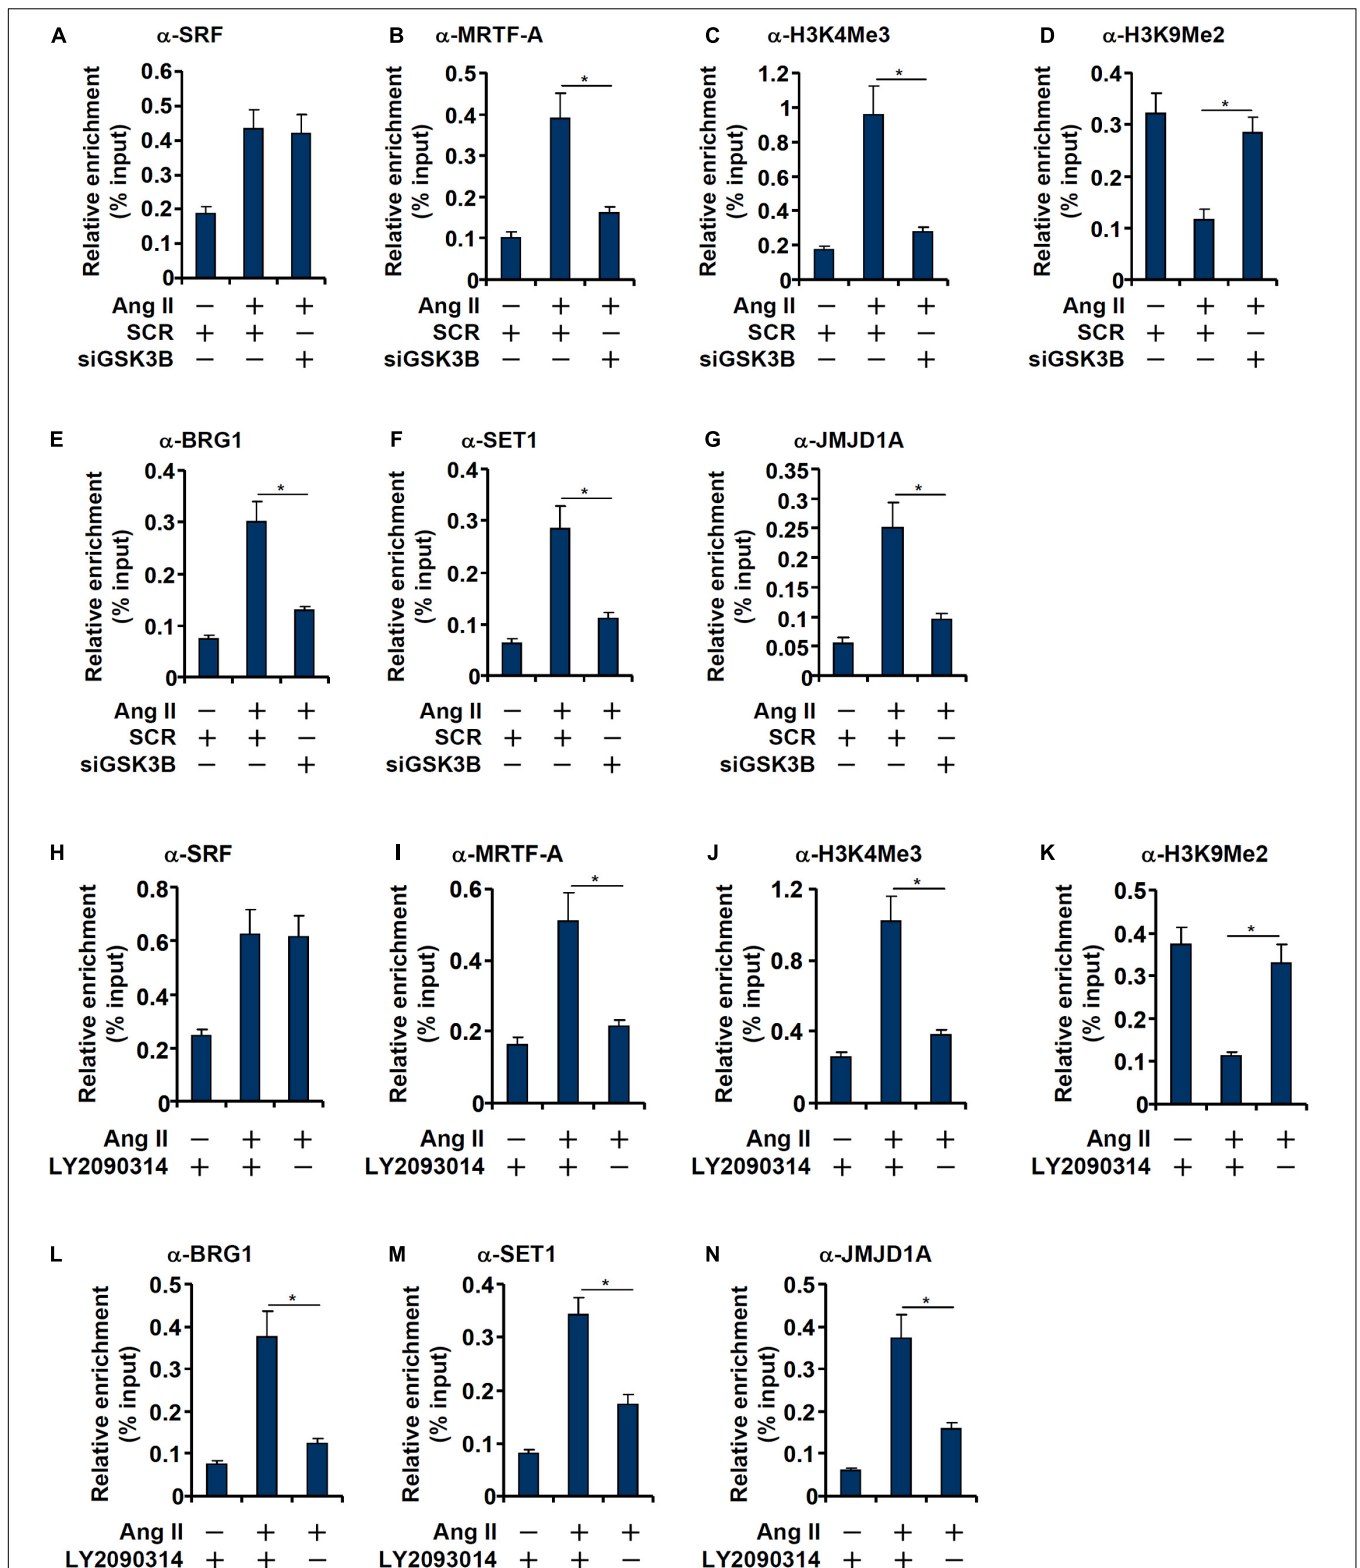 A α-SRF
Relative enrichment
(% input)
0.6
0.5
0.4
0.3
0.2
0.1
0
Ang II − + +
SCR + + −
siGSK3B − − +
B α-MRTF-A
Relative enrichment
(% input)
0.5
0.4
0.3
0.2
0.1
0
*
Ang II − + +
SCR + + −
siGSK3B − − +
C α-H3K4Me3
Relative enrichment
(% input)
1.2
1
0.8
0.6
0.4
0.2
0
*
Ang II − + +
SCR + + −
siGSK3B − − +
D α-H3K9Me2
Relative enrichment
(% input)
0.4
0.3
0.2
0.1
0
*
Ang II − + +
SCR + + −
siGSK3B − − +
E α-BRG1
Relative enrichment
(% input)
0.4
0.3
0.2
0.1
0
*
Ang II − + +
SCR + + −
siGSK3B − − +
F α-SET1
Relative enrichment
(% input)
0.4
0.3
0.2
0.1
0
*
Ang II − + +
SCR + + −
siGSK3B − − +
G α-JMJD1A
Relative enrichment
(% input)
0.35
0.3
0.25
0.2
0.15
0.1
0.05
0
*
Ang II − + +
SCR + + −
siGSK3B − − +
H α-SRF
Relative enrichment
(% input)
0.8
0.6
0.4
0.2
0
Ang II − + +
LY2090314 + + −
I α-MRTF-A
Relative enrichment
(% input)
0.6
0.4
0.2
0
*
Ang II − + +
LY2093014 + + −
J α-H3K4Me3
Relative enrichment
(% input)
1.2
0.8
0.4
0
*
Ang II − + +
LY2090314 + + −
K α-H3K9Me2
Relative enrichment
(% input)
0.5
0.4
0.3
0.2
0.1
0
*
Ang II − + +
LY2090314 + + −
L α-BRG1
Relative enrichment
(% input)
0.5
0.4
0.3
0.2
0.1
0
*
Ang II − + +
LY2090314 + + −
M α-SET1
Relative enrichment
(% input)
0.4
0.3
0.2
0.1
0
*
Ang II − + +
LY2093014 + + −
N α-JMJD1A
Relative enrichment
(% input)
0.5
0.4
0.3
0.2
0.1
0
*
Ang II − + +
LY2090314 + + −